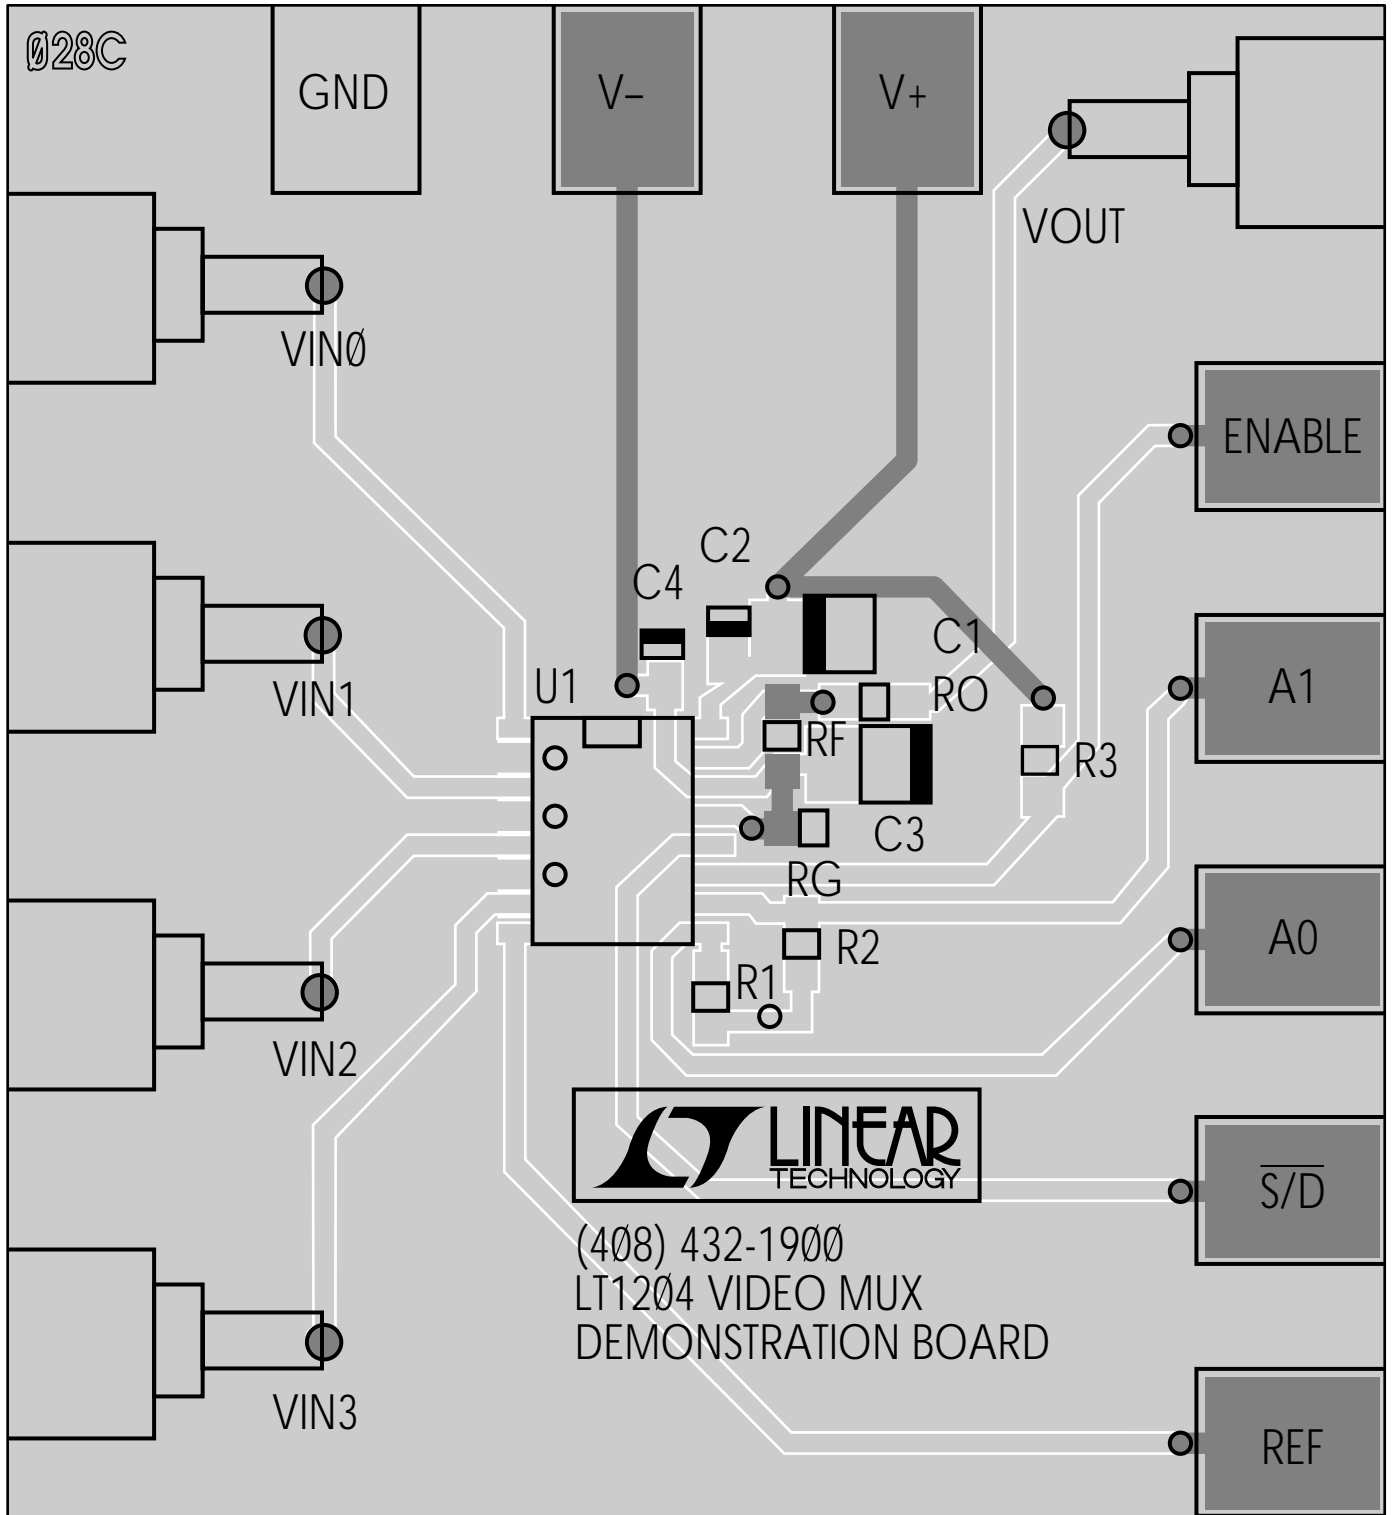 Ø28C
GND
V–
V+
VOUT
VINØ
ENABLE
C2
C4
C1
U1
A1
VIN1
RO
RF
R3
C3
RG
A0
R2
R1
VIN2
S/D
LINEAR
TECHNOLOGY
(4Ø8) 432-19ØØ
LT12Ø4 VIDEO MUX
DEMONSTRATION BOARD
VIN3
REF